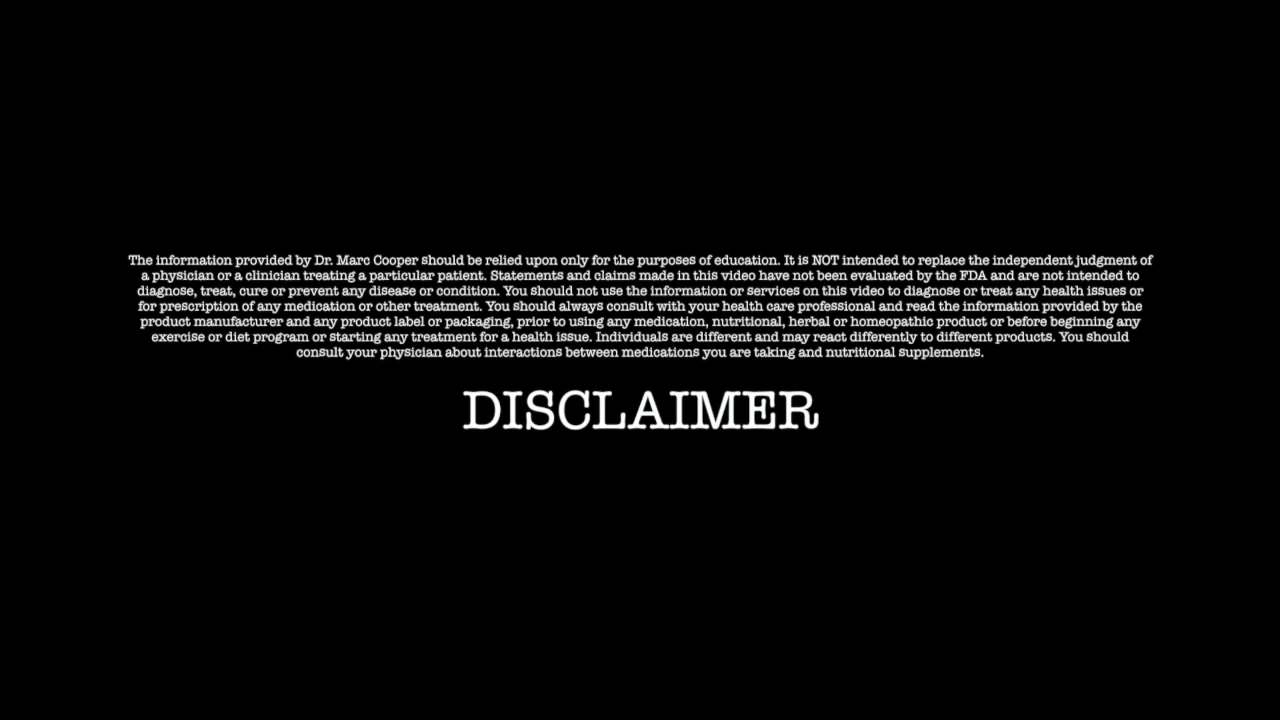 The information provided by Dr. Marc Cooper should be relied upon only for the purposes of education. It is NOT intended to replace the independent judgment of
a physician or a clinician treating a particular patient. Statements and claims made in this video have not been evaluated by the FDA and are not intended to
diagnose, treat, cure or prevent any disease or condition. You should not use the information or services on this video to diagnose or treat any health issues or
for prescription of any medication or other treatment. You should always consult with your health care professional and read the information provided by the
product manufacturer and any product label or packaging, prior to using any medication, nutritional, herbal or homeopathic product or before beginning any
exercise or diet program or starting any treatment for a health issue. Individuals are different and may react differently to different products. You should
consult your physician about interactions between medications you are taking and nutritional supplements.
DISCLAIMER